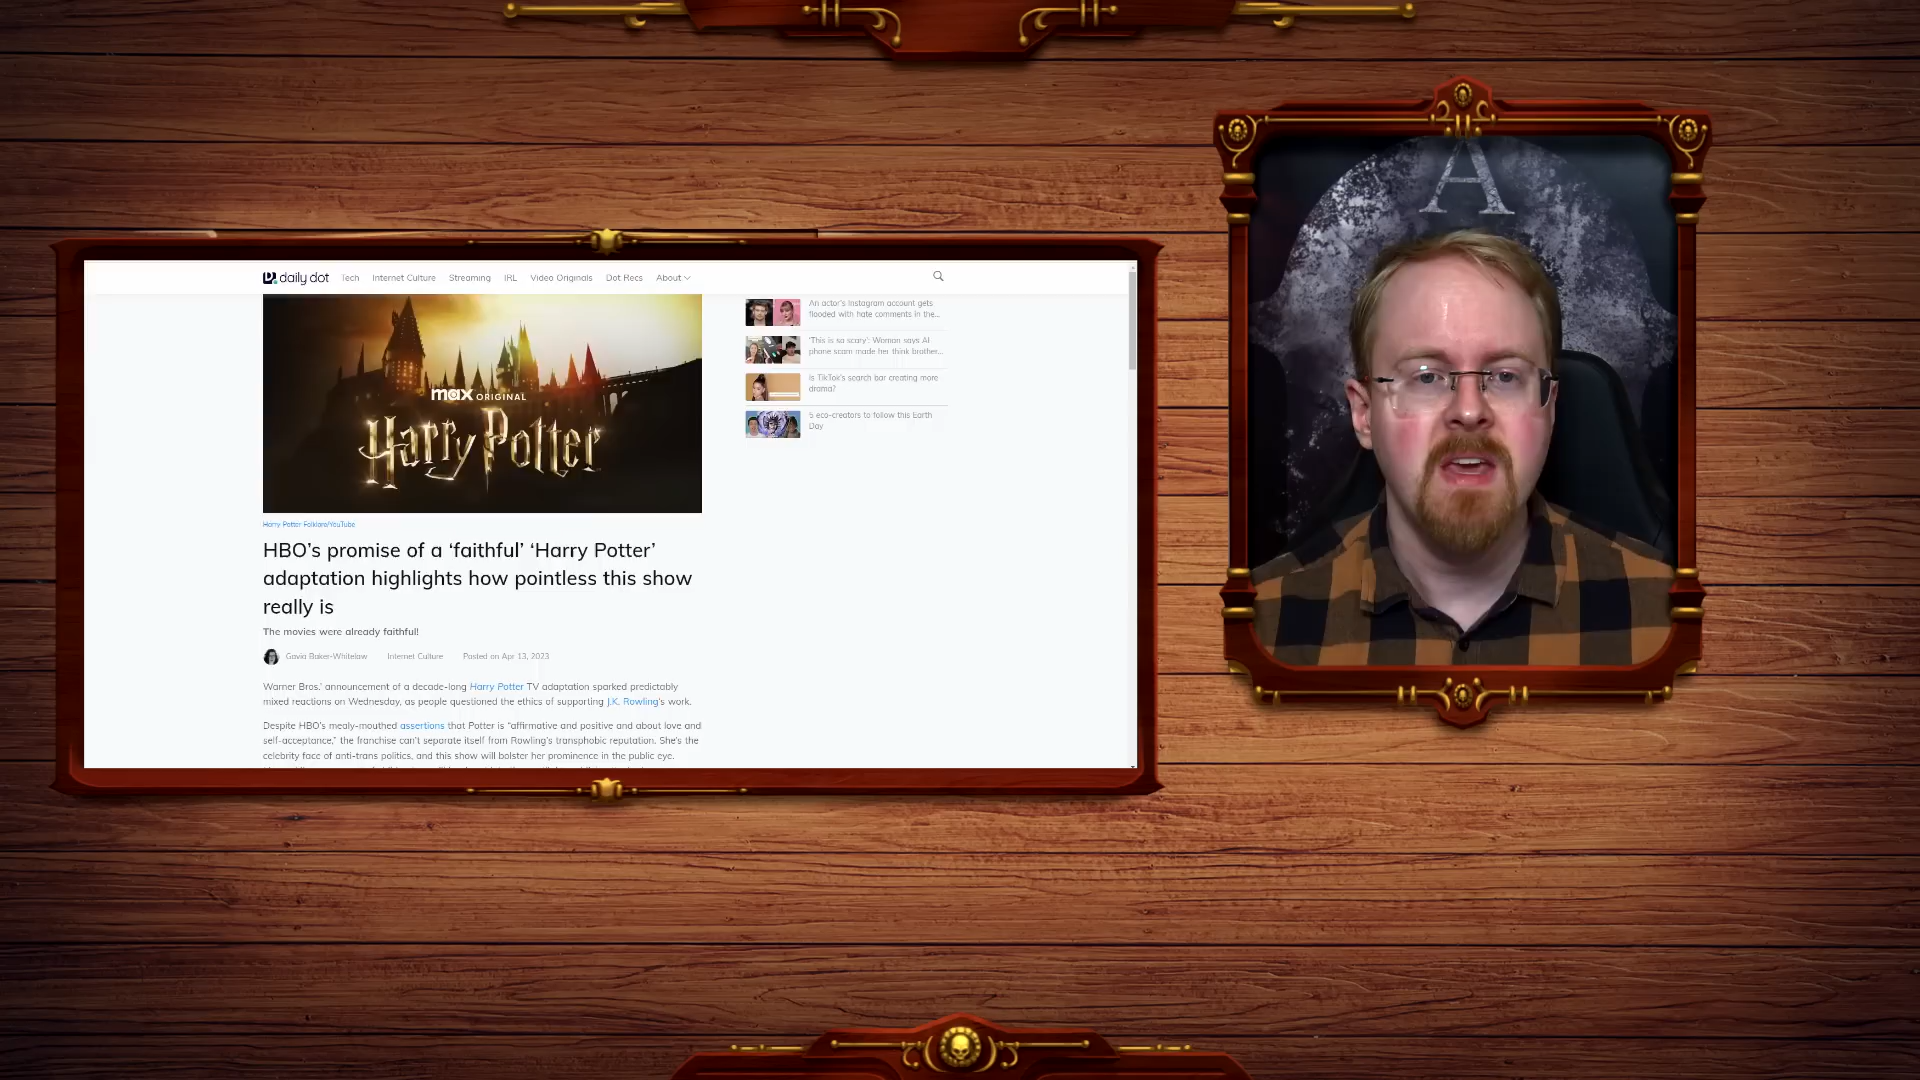 A
daily dot
Tech
Internet Culture
Streaming
IRL
Video Originals
Dot Recs
About
max ORIGINAL
Harry Potter
Harry Potter Folklore/YouTube
HBO’s promise of a ‘faithful’ ‘Harry Potter’
adaptation highlights how pointless this show
really is
The movies were already faithful!
Gavia Baker-Whitelaw
Internet Culture
Posted on Apr 13, 2023
Warner Bros.’ announcement of a decade-long Harry Potter TV adaptation sparked predictably
mixed reactions on Wednesday, as people questioned the ethics of supporting J.K. Rowling’s work.
Despite HBO’s mealy-mouthed assertions that Potter is “affirmative and positive and about love and
self-acceptance,” the franchise can’t separate itself from Rowling’s transphobic reputation. She’s the
celebrity face of anti-trans politics, and this show will bolster her prominence in the public eye.
An actor’s Instagram account gets
flooded with hate comments in the...
‘This is so scary’: Woman says AI
phone scam made her think brother...
Is TikTok’s search bar creating more
drama?
5 eco-creators to follow this Earth
Day